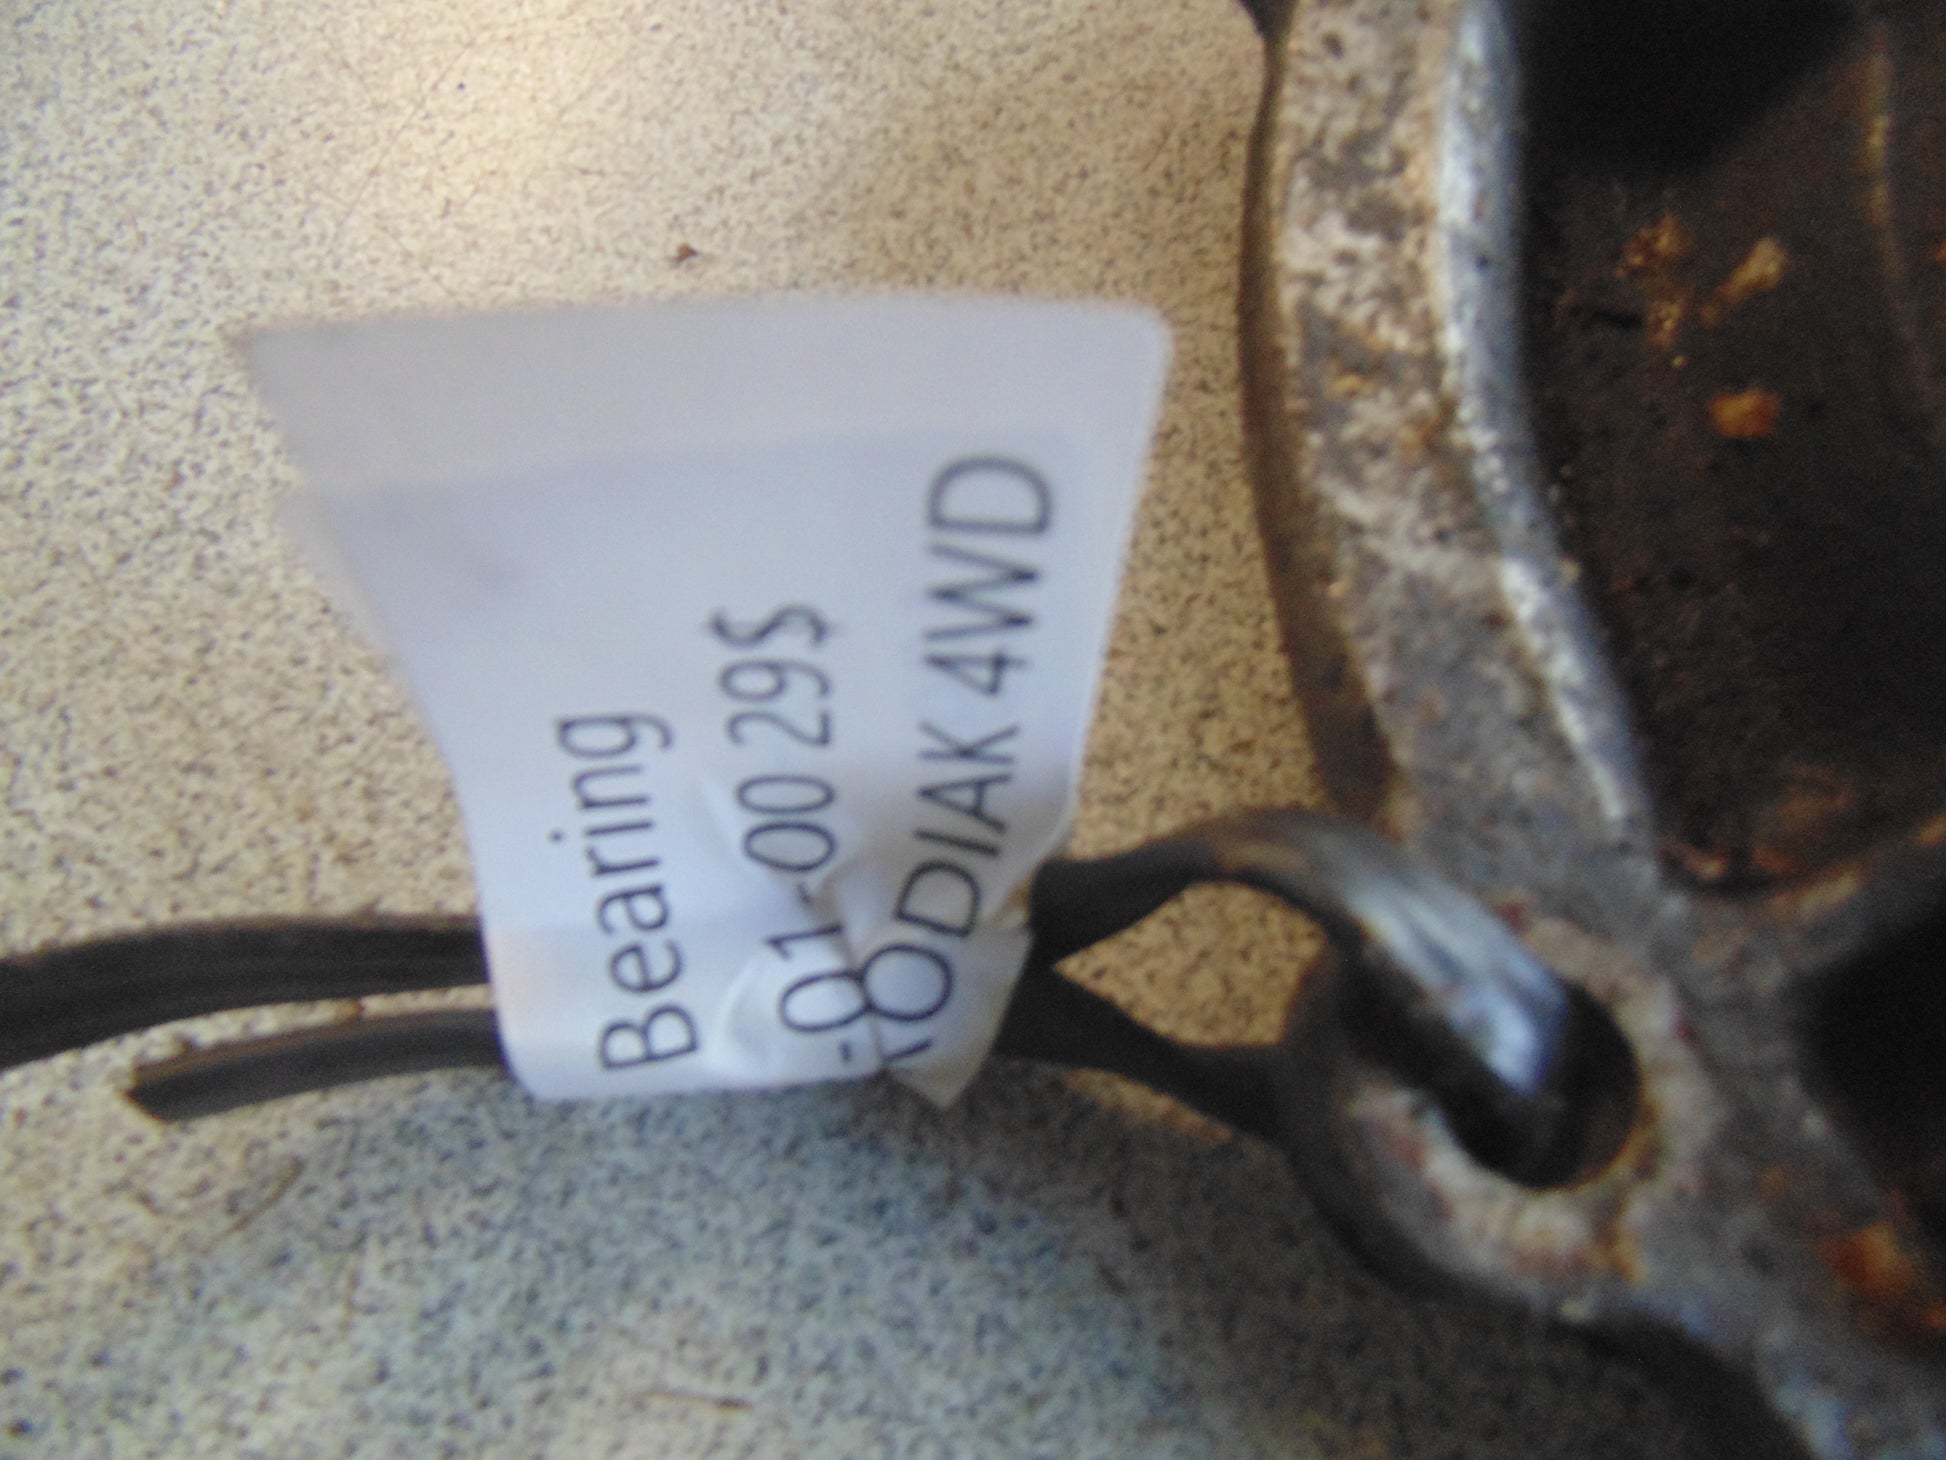 Bearing
-01-00 29$
ODIAK 4WD